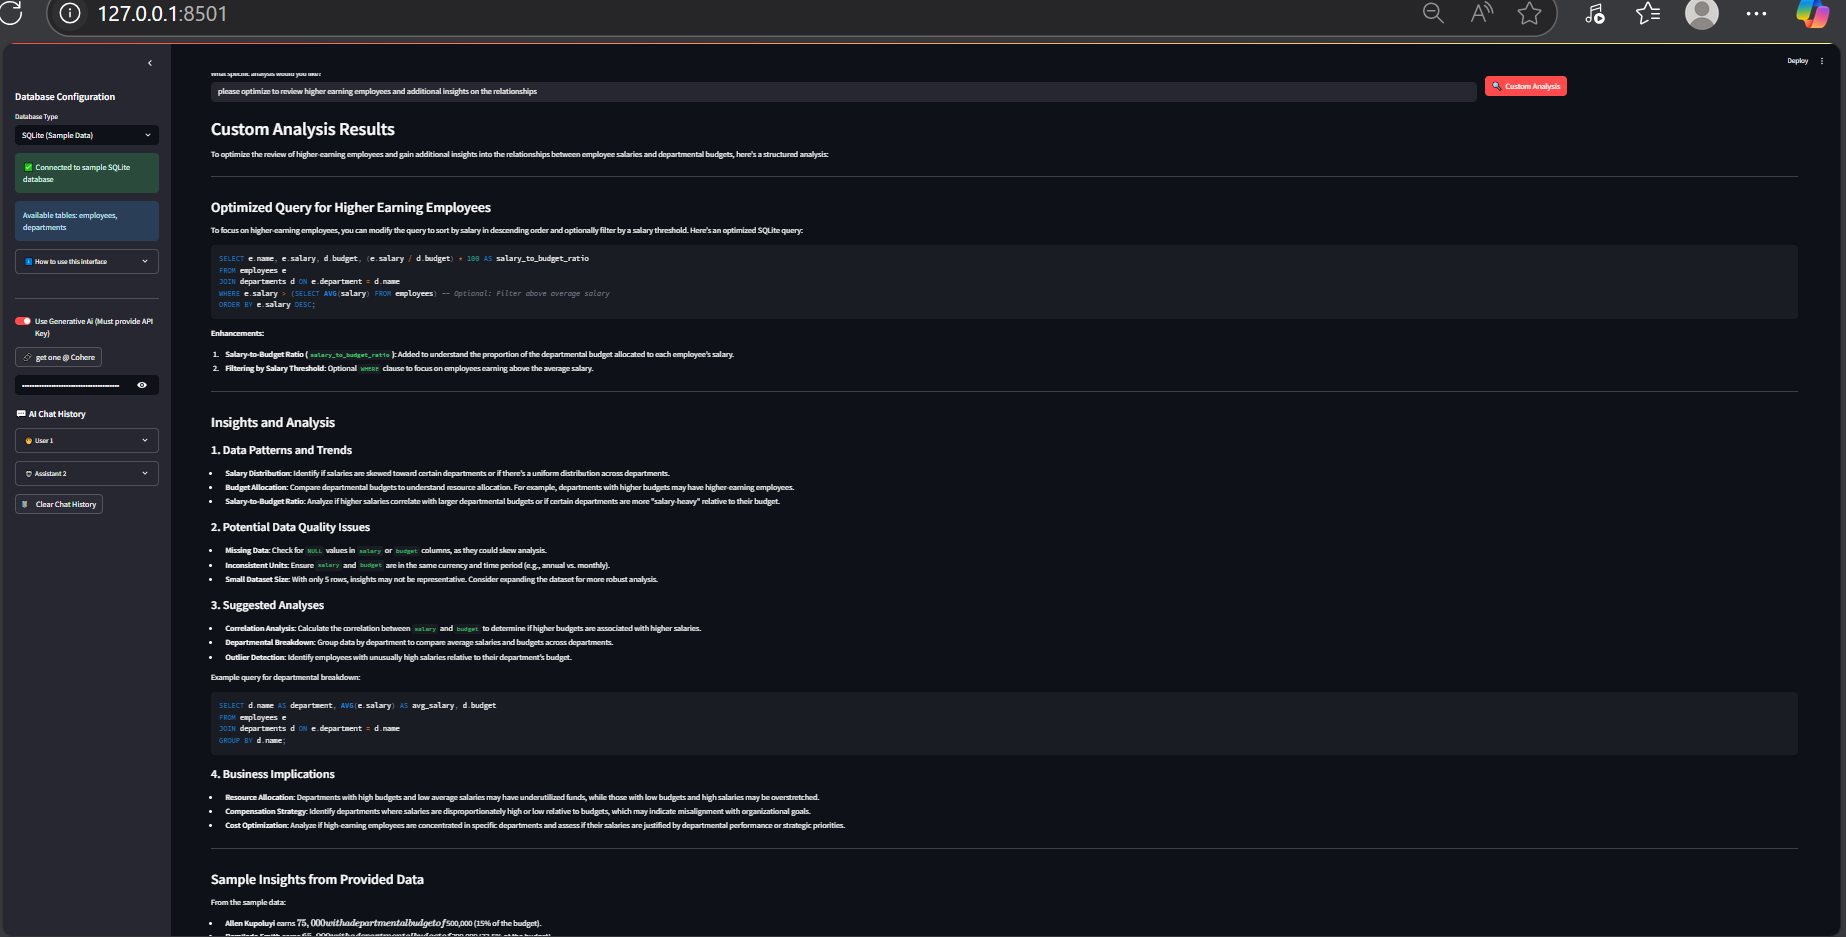 127.0.0.1:8501
Deploy
Database Configuration
Database Type
SQLite (Sample Data)
Connected to sample SQLite
database
Available tables: employees,
departments
How to use this interface
Use Generative Ai (Must provide API
Key)
get one @ Cohere
AI Chat History
User 1
Assistant 2
Clear Chat History
What specific analysis would you like?
please optimize to review higher earning employees and additional insights on the relationships
Custom Analysis
Custom Analysis Results
To optimize the review of higher-earning employees and gain additional insights into the relationships between employee salaries and departmental budgets, here's a structured analysis:
Optimized Query for Higher Earning Employees
To focus on higher-earning employees, you can modify the query to sort by salary in descending order and optionally filter by a salary threshold. Here's an optimized SQLite query:
SELECT e.name, e.salary, d.budget, (e.salary / d.budget) * 100 AS salary_to_budget_ratio
FROM employees e
JOIN departments d ON e.department = d.name
WHERE e.salary > (SELECT AVG(salary) FROM employees) -- Optional: Filter above average salary
ORDER BY e.salary DESC;
Enhancements:
1. Salary-to-Budget Ratio ( salary_to_budget_ratio ): Added to understand the proportion of the departmental budget allocated to each employee's salary.
2. Filtering by Salary Threshold: Optional WHERE clause to focus on employees earning above the average salary.
Insights and Analysis
1. Data Patterns and Trends
Salary Distribution: Identify if salaries are skewed toward certain departments or if there's a uniform distribution across departments.
Budget Allocation: Compare departmental budgets to understand resource allocation. For example, departments with higher budgets may have higher-earning employees.
Salary-to-Budget Ratio: Analyze if higher salaries correlate with larger departmental budgets or if certain departments are more "salary-heavy" relative to their budget.
2. Potential Data Quality Issues
Missing Data: Check for NULL values in salary or budget columns, as they could skew analysis.
Inconsistent Units: Ensure salary and budget are in the same currency and time period (e.g., annual vs. monthly).
Small Dataset Size: With only 5 rows, insights may not be representative. Consider expanding the dataset for more robust analysis.
3. Suggested Analyses
Correlation Analysis: Calculate the correlation between salary and budget to determine if higher budgets are associated with higher salaries.
Departmental Breakdown: Group data by department to compare average salaries and budgets across departments.
Outlier Detection: Identify employees with unusually high salaries relative to their department's budget.
Example query for departmental breakdown:
SELECT d.name AS department, AVG(e.salary) AS avg_salary, d.budget
FROM employees e
JOIN departments d ON e.department = d.name
GROUP BY d.name;
4. Business Implications
Resource Allocation: Departments with high budgets and low average salaries may have underutilized funds, while those with low budgets and high salaries may be overstretched.
Compensation Strategy: Identify departments where salaries are disproportionately high or low relative to budgets, which may indicate misalignment with organizational goals.
Cost Optimization: Analyze if high-earning employees are concentrated in specific departments and assess if their salaries are justified by departmental performance or strategic priorities.
Sample Insights from Provided Data
From the sample data:
Allen Kupoluyi earns 75,000withadepartmentalbudgetof500,000 (15% of the budget).